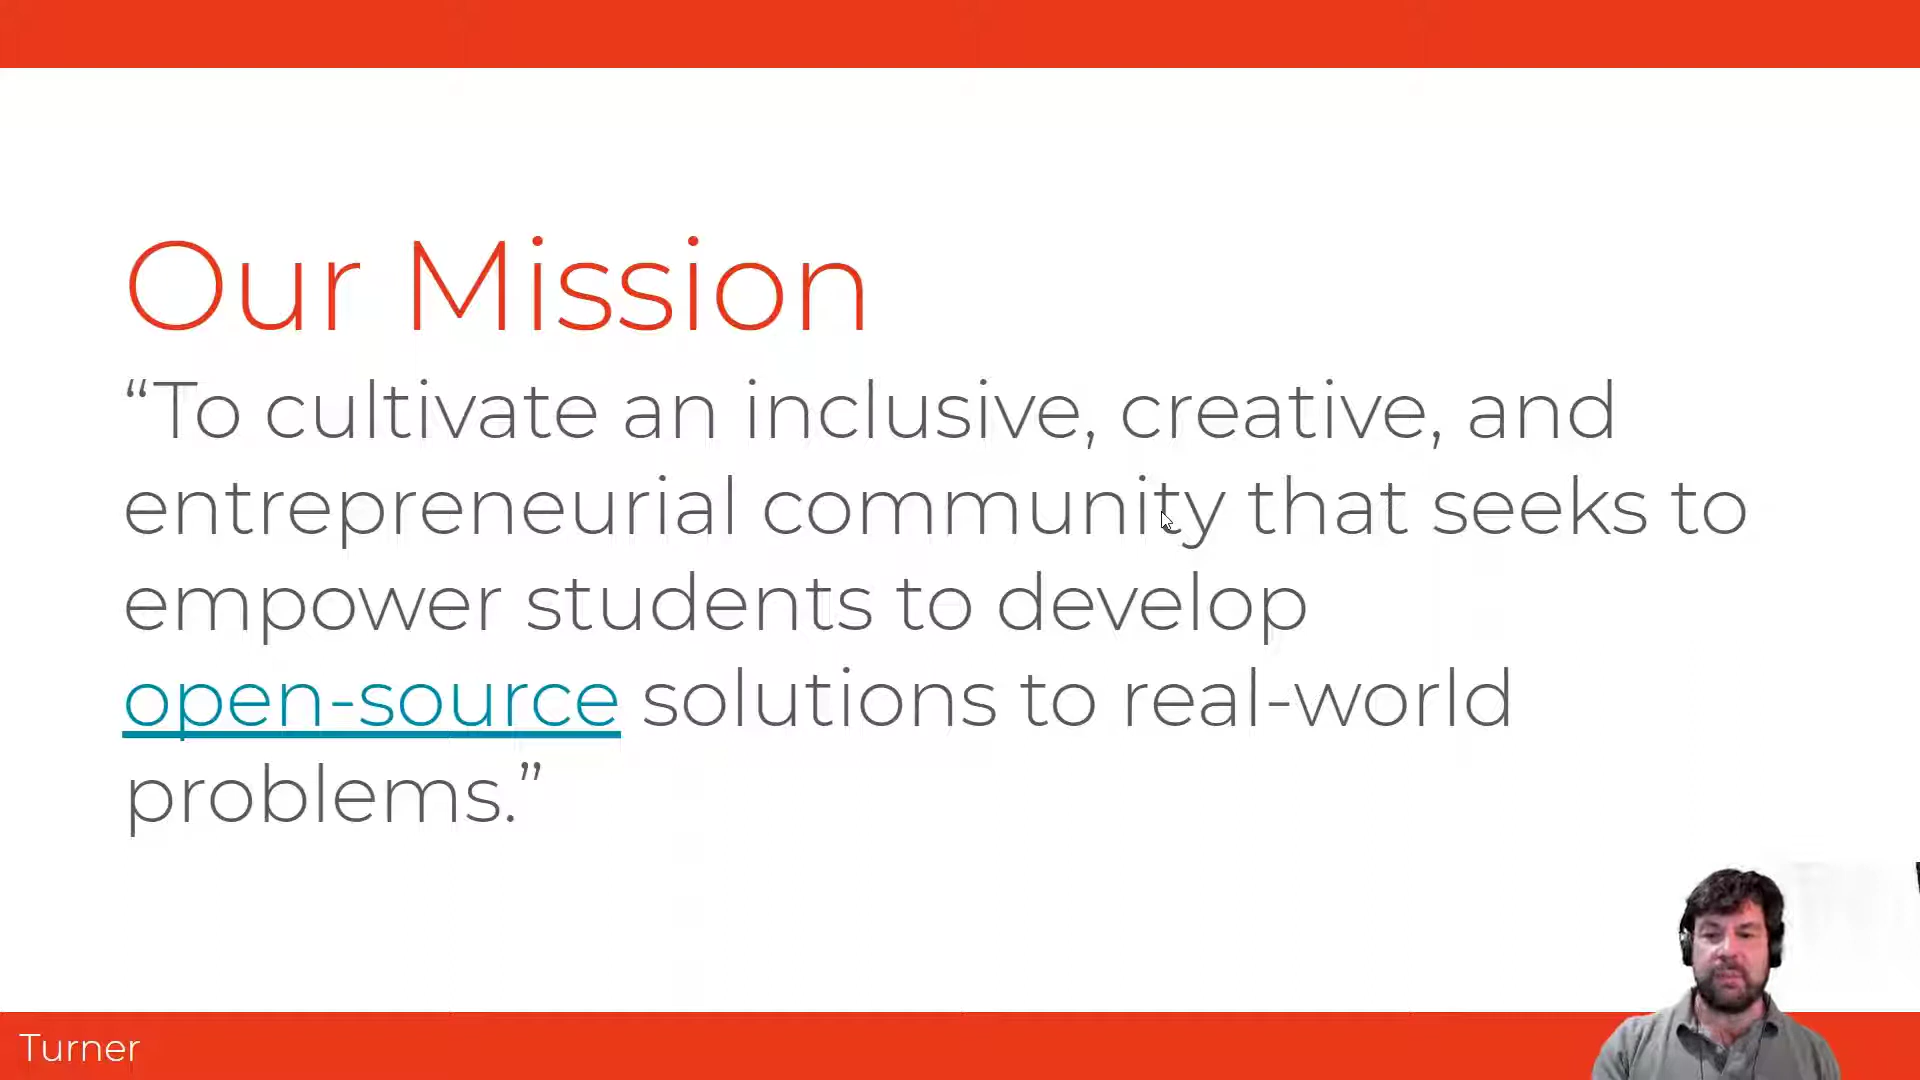 Our Mission
“To cultivate an inclusive, creative, and
entrepreneurial community that seeks to
empower students to develop
open-source solutions to real-world
problems.”
Turner